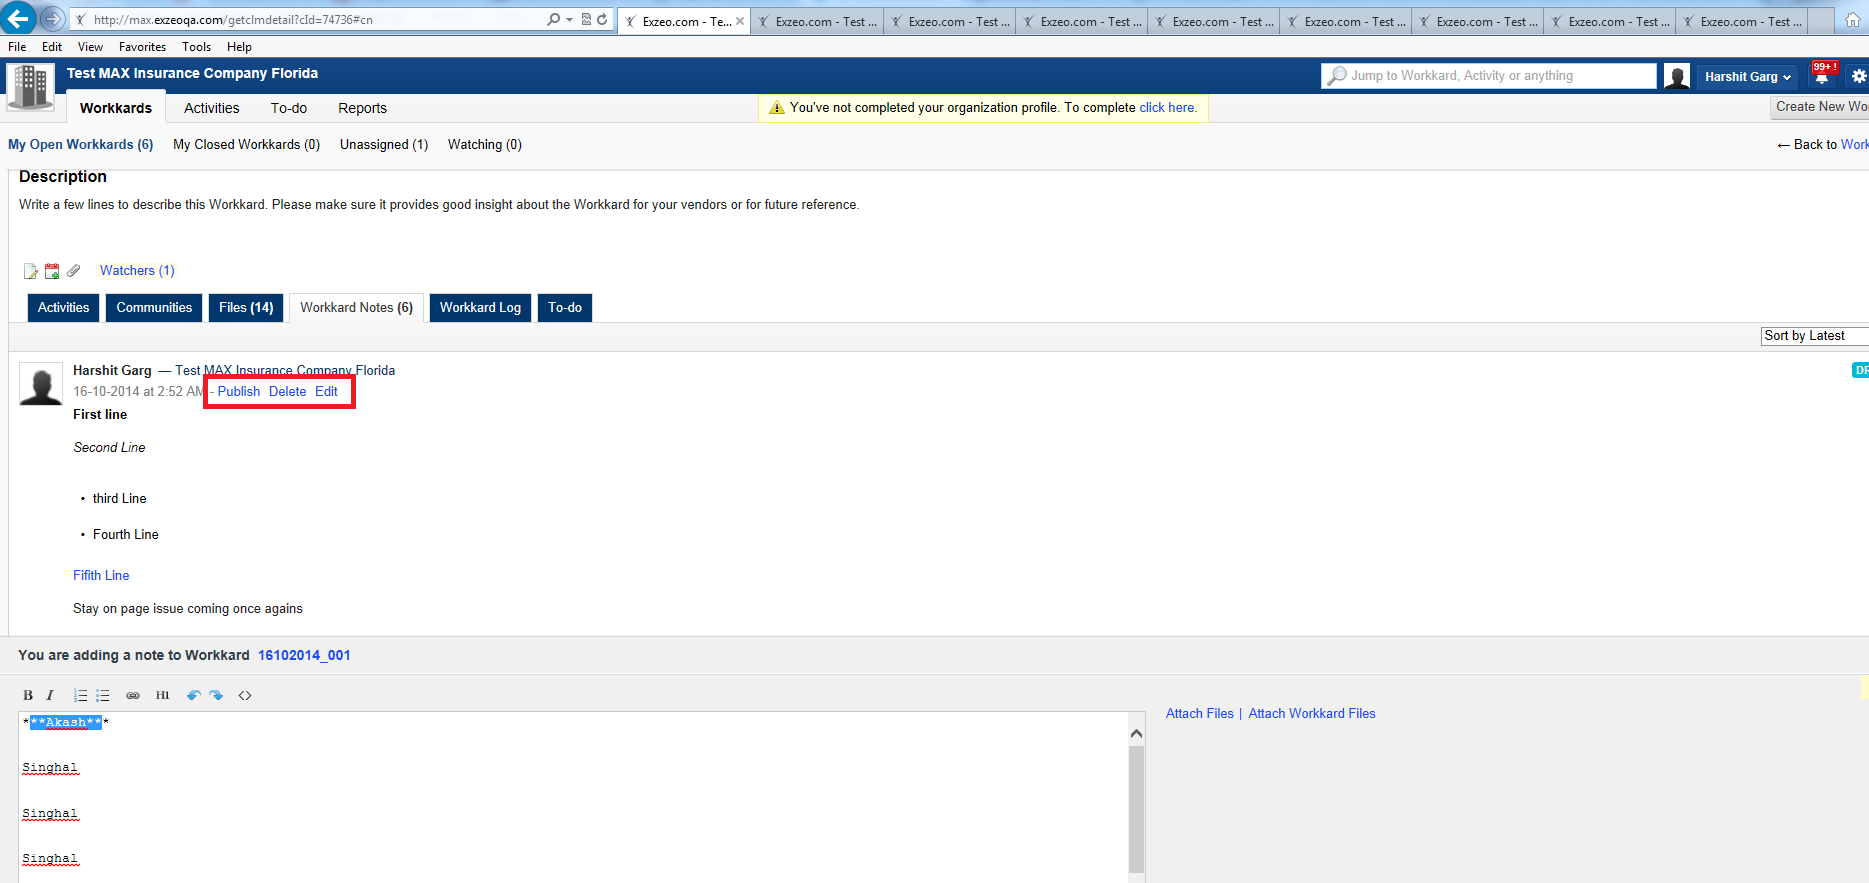 http://max.exzeoqa.com/getclmdetail?cId=74736#cn
Exzeo.com - Te... Exzeo.com - Test ... Exzeo.com - Test ... Exzeo.com - Test ... Exzeo.com - Test ... Exzeo.com - Test ... Exzeo.com - Test ... Exzeo.com - Test ... Exzeo.com - Test ...
File Edit View Favorites Tools Help
Test MAX Insurance Company Florida
Jump to Workkard, Activity or anything
Harshit Garg
99+ !
Workkards Activities To-do Reports
You've not completed your organization profile. To complete click here.
Create New Wo
My Open Workkards (6) My Closed Workkards (0) Unassigned (1) Watching (0)
← Back to Work
Description
Write a few lines to describe this Workkard. Please make sure it provides good insight about the Workkard for your vendors or for future reference.
Watchers (1)
Activities Communities Files (14) Workkard Notes (6) Workkard Log To-do
Sort by Latest
Harshit Garg — Test MAX Insurance Company Florida
DR
16-10-2014 at 2:52 AM - Publish Delete Edit
First line
Second Line
• third Line
• Fourth Line
Fifith Line
Stay on page issue coming once agains
You are adding a note to Workkard 16102014_001
B I H1 <>
***Akash***
Attach Files | Attach Workkard Files
Singhal
Singhal
Singhal